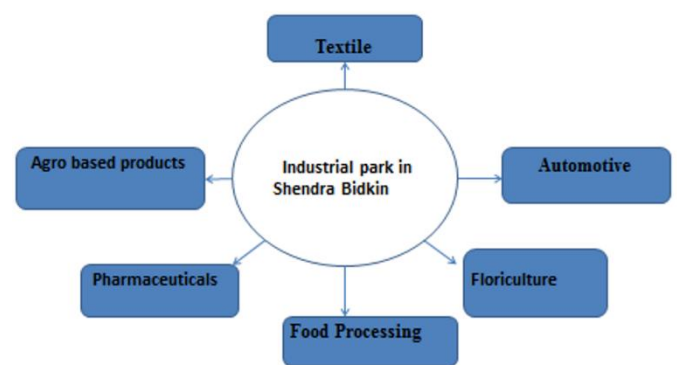 Textile
Agro based products
Industrial park in
Shendra Bidkin
Automotive
Pharmaceuticals
Floriculture
Food Processing